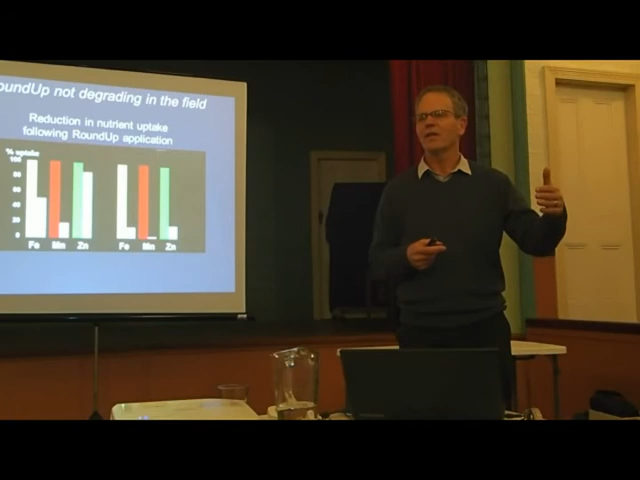 oundUp not degrading in the field
Reduction in nutrient uptake
following RoundUp application
% uptake
100
80
60
40
20
0
Fe Mn Zn Fe Mn Zn